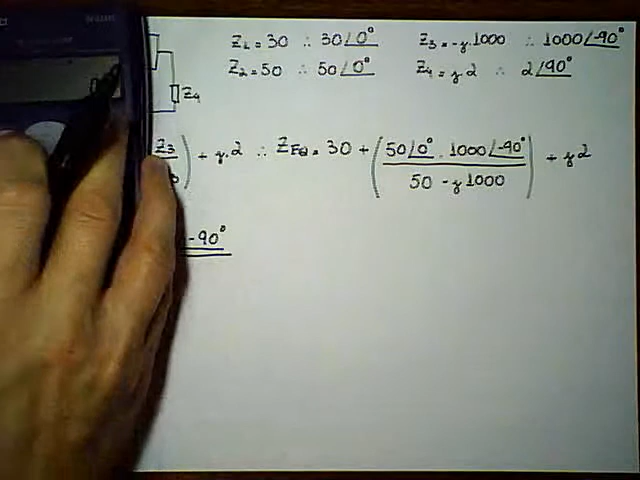 Z1 = 30 ∴ 30∠0° Z3 = -j1000 ∴ 1000∠-90°
Z2 = 50 ∴ 50∠0° Z4 = j2 ∴ 2∠90°
Z4
Z3 ) + j2 ∴ ZEQ = 30 + ( 50∠0° . 1000∠-90° ) + j2
50 - j1000
-90°